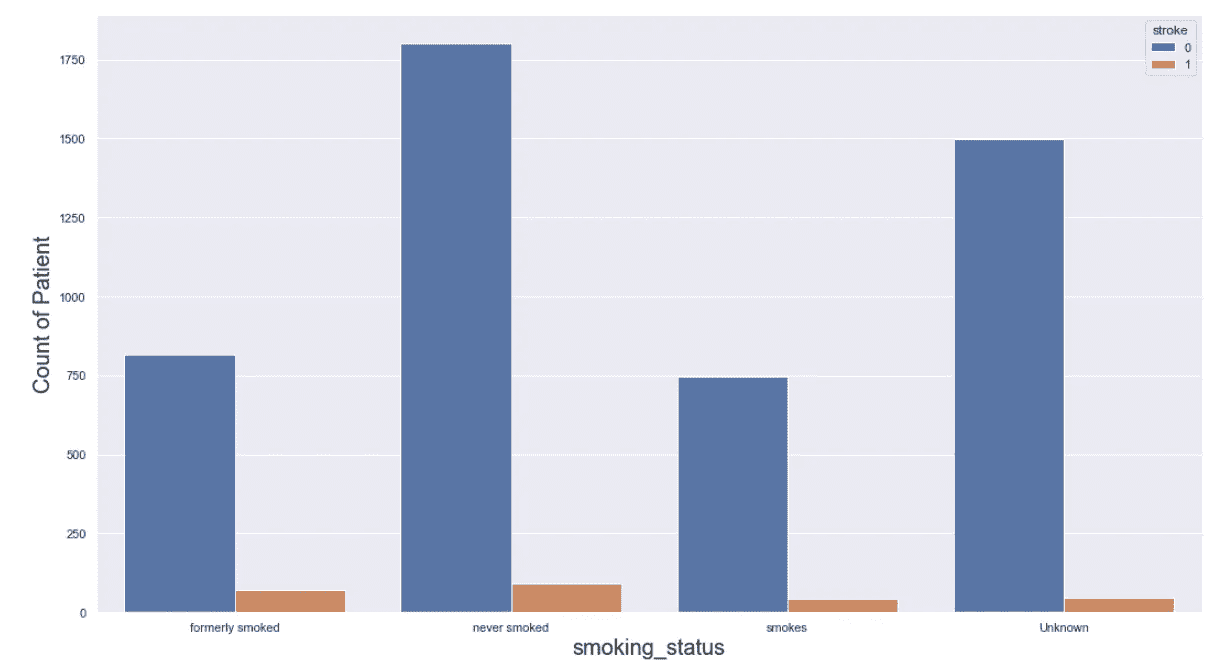 stroke
0
1
1750
1500
1250
1000
750
500
250
0
Count of Patient
formerly smoked never smoked smokes Unknown
smoking_status